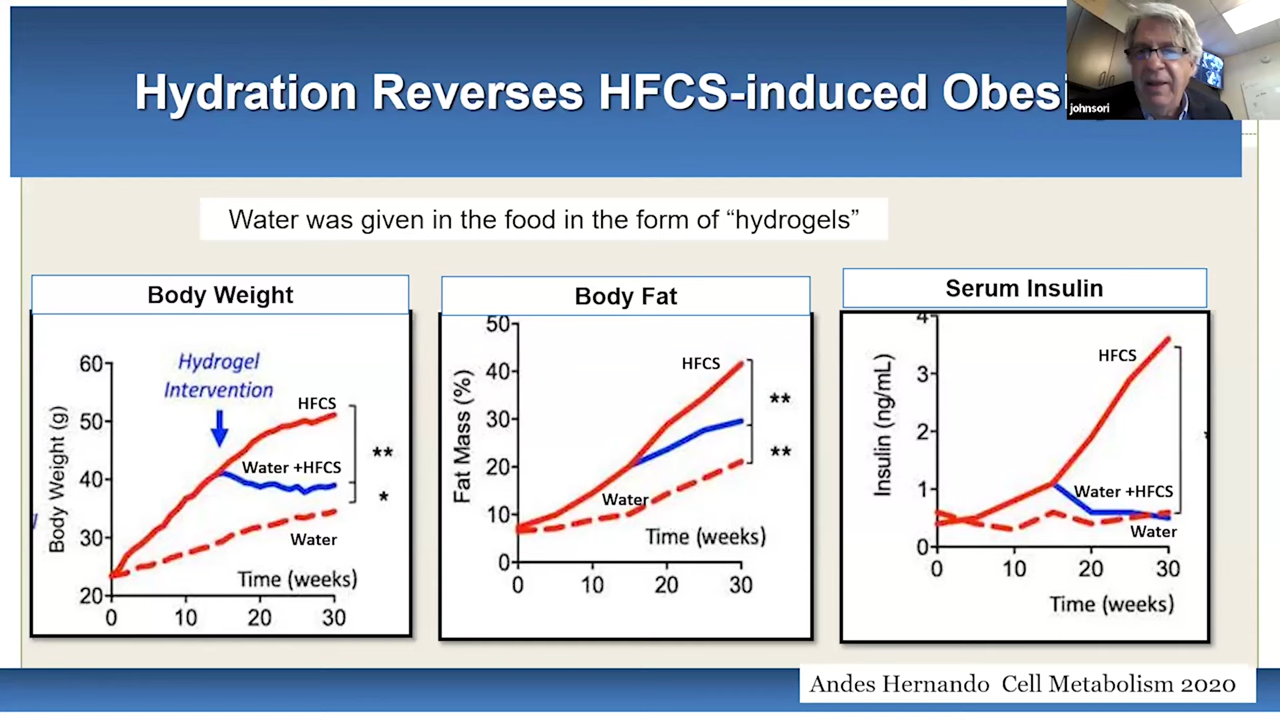 Hydration Reverses HFCS-induced Obesi
johnsori
Water was given in the food in the form of “hydrogels”
Body Weight
Body Weight (g)
60
50
40
30
20
0
10
20
30
Hydrogel
Intervention
HFCS
Water +HFCS
Water
**
*
Time (weeks)
Body Fat
Fat Mass (%)
50
40
30
20
10
0
0
10
20
30
HFCS
Water
**
**
Time (weeks)
Serum Insulin
Insulin (ng/mL)
4
3
2
1
0
0
10
20
30
HFCS
Water +HFCS
Water
Time (weeks)
Andes Hernando Cell Metabolism 2020